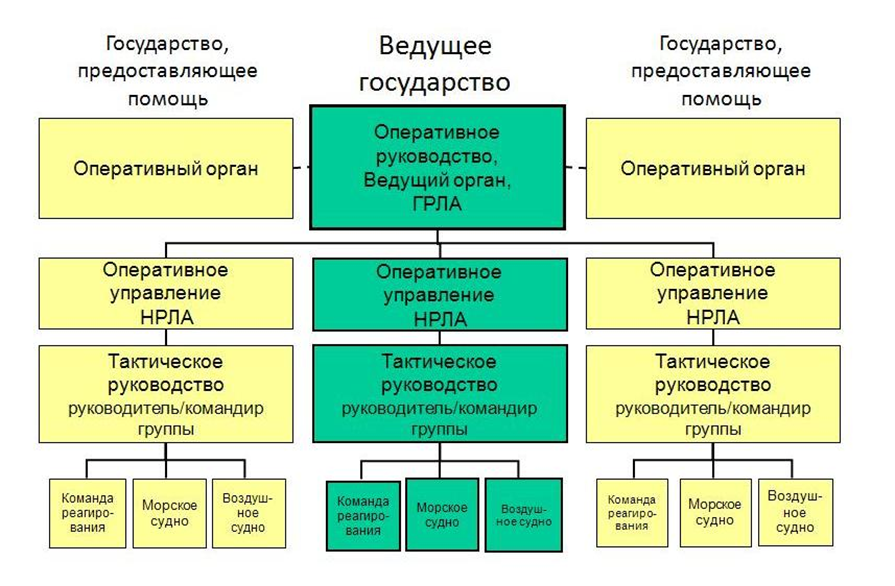 Государство,
предоставляющее
помощь
Ведущее
государство
Государство,
предоставляющее
помощь
Оперативный орган
Оперативное
руководство,
Ведущий орган,
ГРЛА
Оперативный орган
Оперативное
управление
НРЛА
Оперативное
управление
НРЛА
Оперативное
управление
НРЛА
Тактическое
руководство
руководитель/командир
группы
Тактическое
руководство
руководитель/командир
группы
Тактическое
руководство
руководитель/командир
группы
Команда
реагиро-
вания
Морское
судно
Воздуш-
ное
судно
Команда
реагиро-
вания
Морское
судно
Воздуш-
ное судно
Команда
реагиро-
вания
Морское
судно
Воздуш-
ное
судно